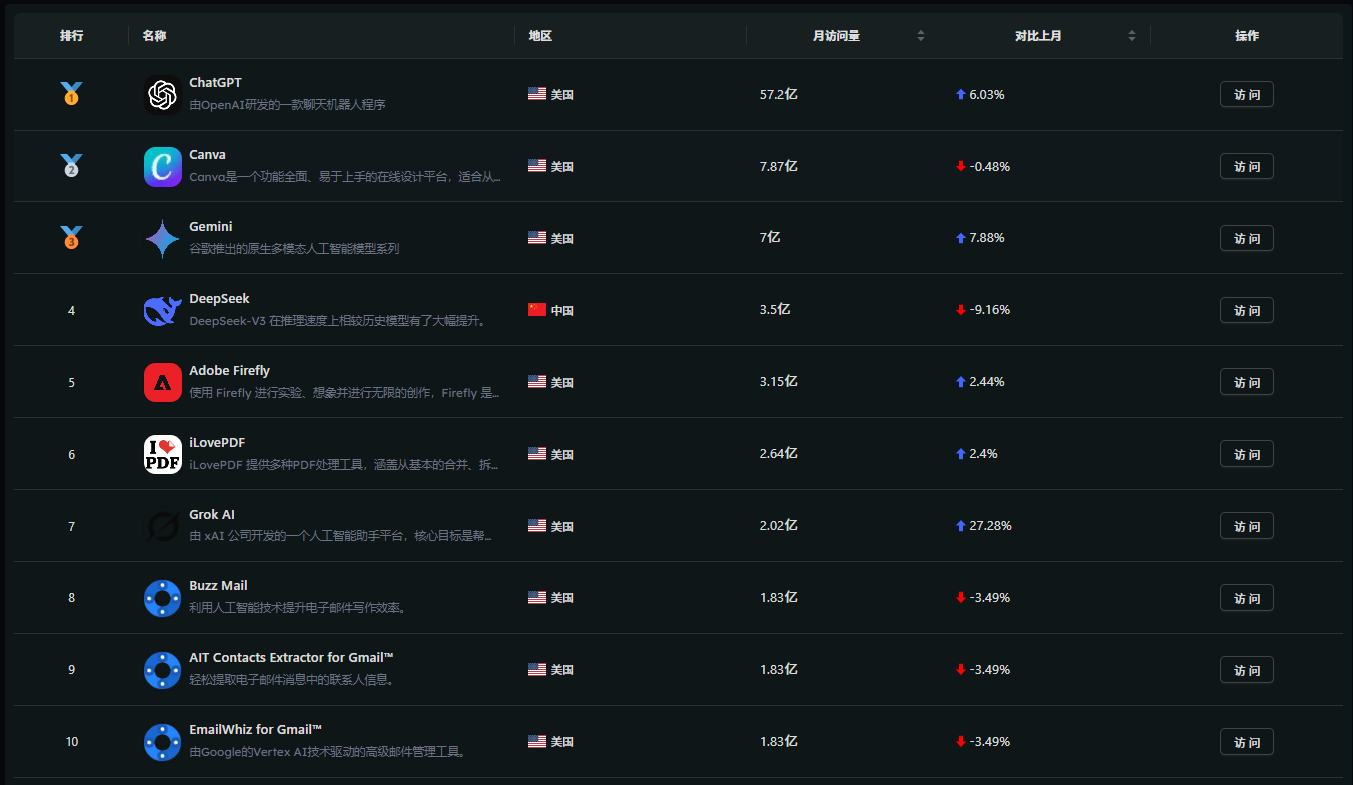 排行 名称 地区 月访问量 对比上月 操作
1 ChatGPT 美国 57.2亿 6.03% 访问
由OpenAI研发的一款聊天机器人程序
2 Canva 美国 7.87亿 -0.48% 访问
Canva是一个功能全面、易于上手的在线设计平台，适合从...
3 Gemini 美国 7亿 7.88% 访问
谷歌推出的原生多模态人工智能模型系列
4 DeepSeek 中国 3.5亿 -9.16% 访问
DeepSeek-V3 在推理速度上相较历史模型有了大幅提升。
5 Adobe Firefly 美国 3.15亿 2.44% 访问
使用 Firefly 进行实验、想象并进行无限的创作，Firefly 是...
I PDF
6 iLovePDF 美国 2.64亿 2.4% 访问
iLovePDF 提供多种PDF处理工具，涵盖从基本的合并、拆...
7 Grok AI 美国 2.02亿 27.28% 访问
由 xAI 公司开发的一个人工智能助手平台，核心目标是帮...
8 Buzz Mail 美国 1.83亿 -3.49% 访问
利用人工智能技术提升电子邮件写作效率。
9 AIT Contacts Extractor for Gmail™ 美国 1.83亿 -3.49% 访问
轻松提取电子邮件消息中的联系人信息。
10 EmailWhiz for Gmail™ 美国 1.83亿 -3.49% 访问
由Google的Vertex AI技术驱动的高级邮件管理工具。